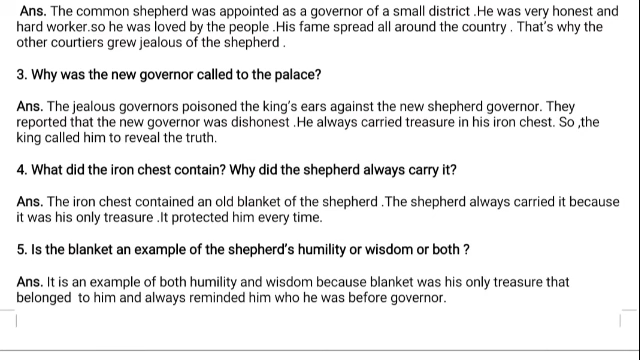 Ans. The common shepherd was appointed as a governor of a small district .He was very honest and
hard worker.so he was loved by the people .His fame spread all around the country . That's why the
other courtiers grew jealous of the shepherd .
3. Why was the new governor called to the palace?
Ans. The jealous governors poisoned the king's ears against the new shepherd governor. They
reported that the new governor was dishonest .He always carried treasure in his iron chest. So ,the
king called him to reveal the truth.
4. What did the iron chest contain? Why did the shepherd always carry it?
Ans. The iron chest contained an old blanket of the shepherd .The shepherd always carried it because
it was his only treasure .It protected him every time.
5. Is the blanket an example of the shepherd's humility or wisdom or both ?
Ans. It is an example of both humility and wisdom because blanket was his only treasure that
belonged  to him and always reminded him who he was before governor.